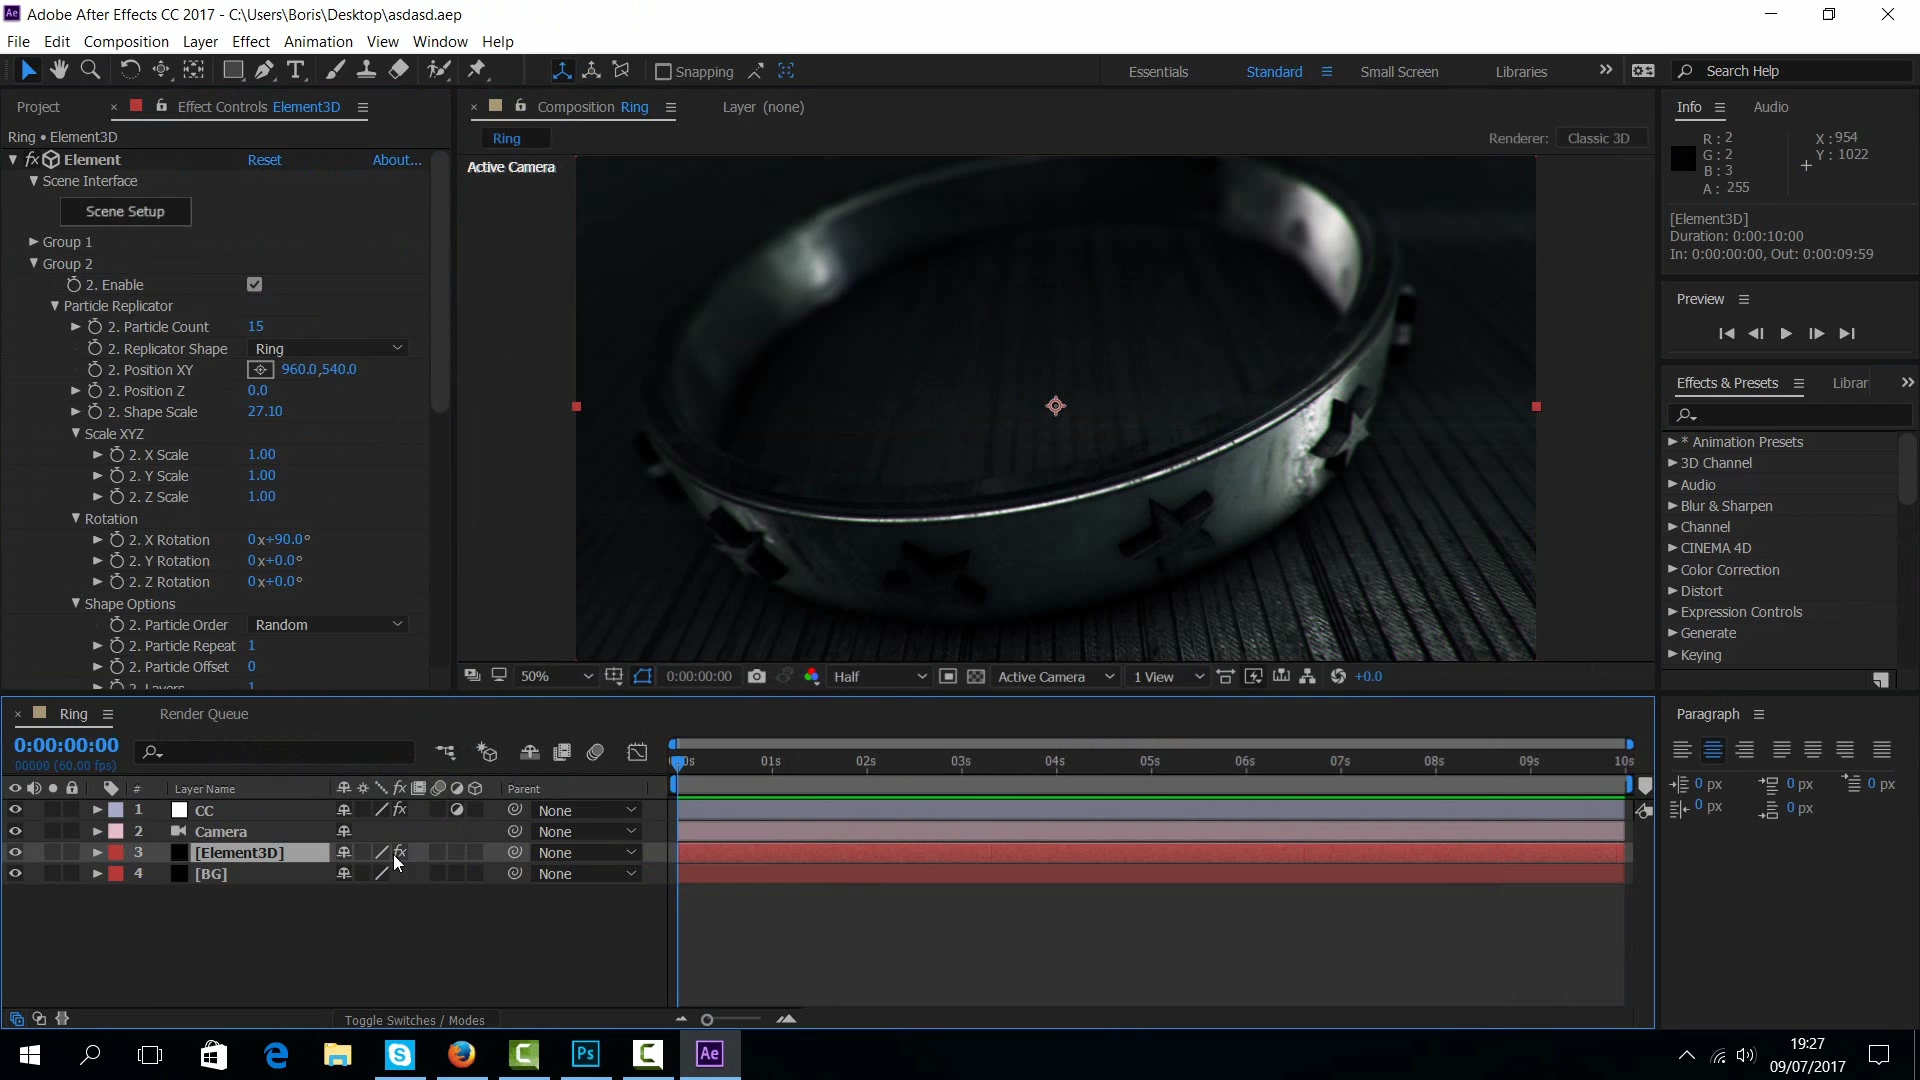 Adobe After Effects CC 2017 - C:\Users\Boris\Desktop\asdasd.aep
File Edit Composition Layer Effect Animation View Window Help
Snapping Essentials Standard Small Screen Libraries Search Help
Project Effect Controls Element3D Composition Ring Layer (none) Info Audio
Ring • Element3D
Ring Renderer: Classic 3D
R: 2 X: 954
G: 2 Y: 1022
B: 3
A: 255
[Element3D]
Duration: 0:00:10:00
In: 0:00:00:00, Out: 0:00:09:59
fx Element Reset About...
Active Camera
Scene Interface
Scene Setup
Group 1
Group 2
2. Enable
Particle Replicator
2. Particle Count 15
2. Replicator Shape Ring
2. Position XY 960.0,540.0
2. Position Z 0.0
2. Shape Scale 27.10
Scale XYZ
2. X Scale 1.00
2. Y Scale 1.00
2. Z Scale 1.00
Rotation
2. X Rotation 0x+90.0°
2. Y Rotation 0x+0.0°
2. Z Rotation 0x+0.0°
Shape Options
2. Particle Order Random
2. Particle Repeat 1
2. Particle Offset 0
2. Layers 1
Preview
Effects & Presets Librar
* Animation Presets
3D Channel
Audio
Blur & Sharpen
Channel
CINEMA 4D
Color Correction
Distort
Expression Controls
Generate
Keying
50% 0:00:00:00 Half Active Camera 1 View +0.0
Ring Render Queue
0:00:00:00
00000 (60.00 fps)
0s 01s 02s 03s 04s 05s 06s 07s 08s 09s 10s
# Layer Name fx Parent
1 CC fx None
2 Camera None
3 [Element3D] fx None
4 [BG] None
Toggle Switches / Modes
Paragraph
0 px 0 px 0 px
0 px 0 px
Ps Ae
19:27
09/07/2017